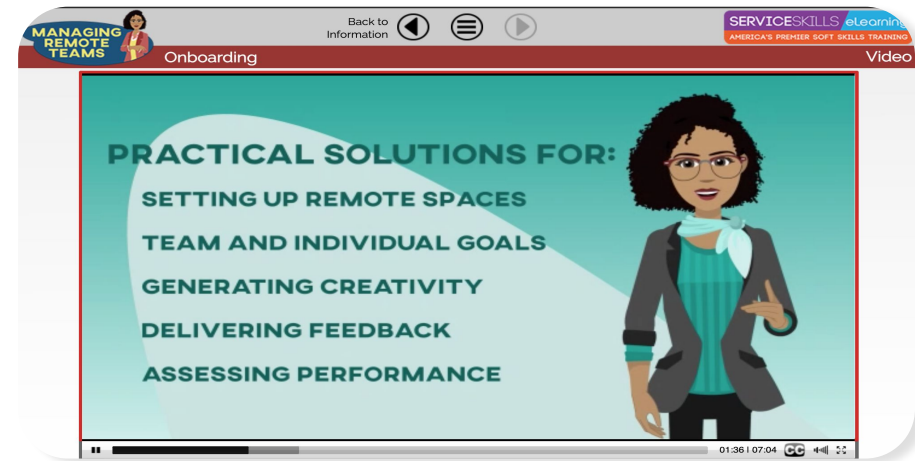 MANAGING
REMOTE
TEAMS
Back to
Information
SERVICESKILLS eLearning
AMERICA'S PREMIER SOFT SKILLS TRAINING
Onboarding
Video
PRACTICAL SOLUTIONS FOR:
SETTING UP REMOTE SPACES
TEAM AND INDIVIDUAL GOALS
GENERATING CREATIVITY
DELIVERING FEEDBACK
ASSESSING PERFORMANCE
01:36 | 07:04 CC